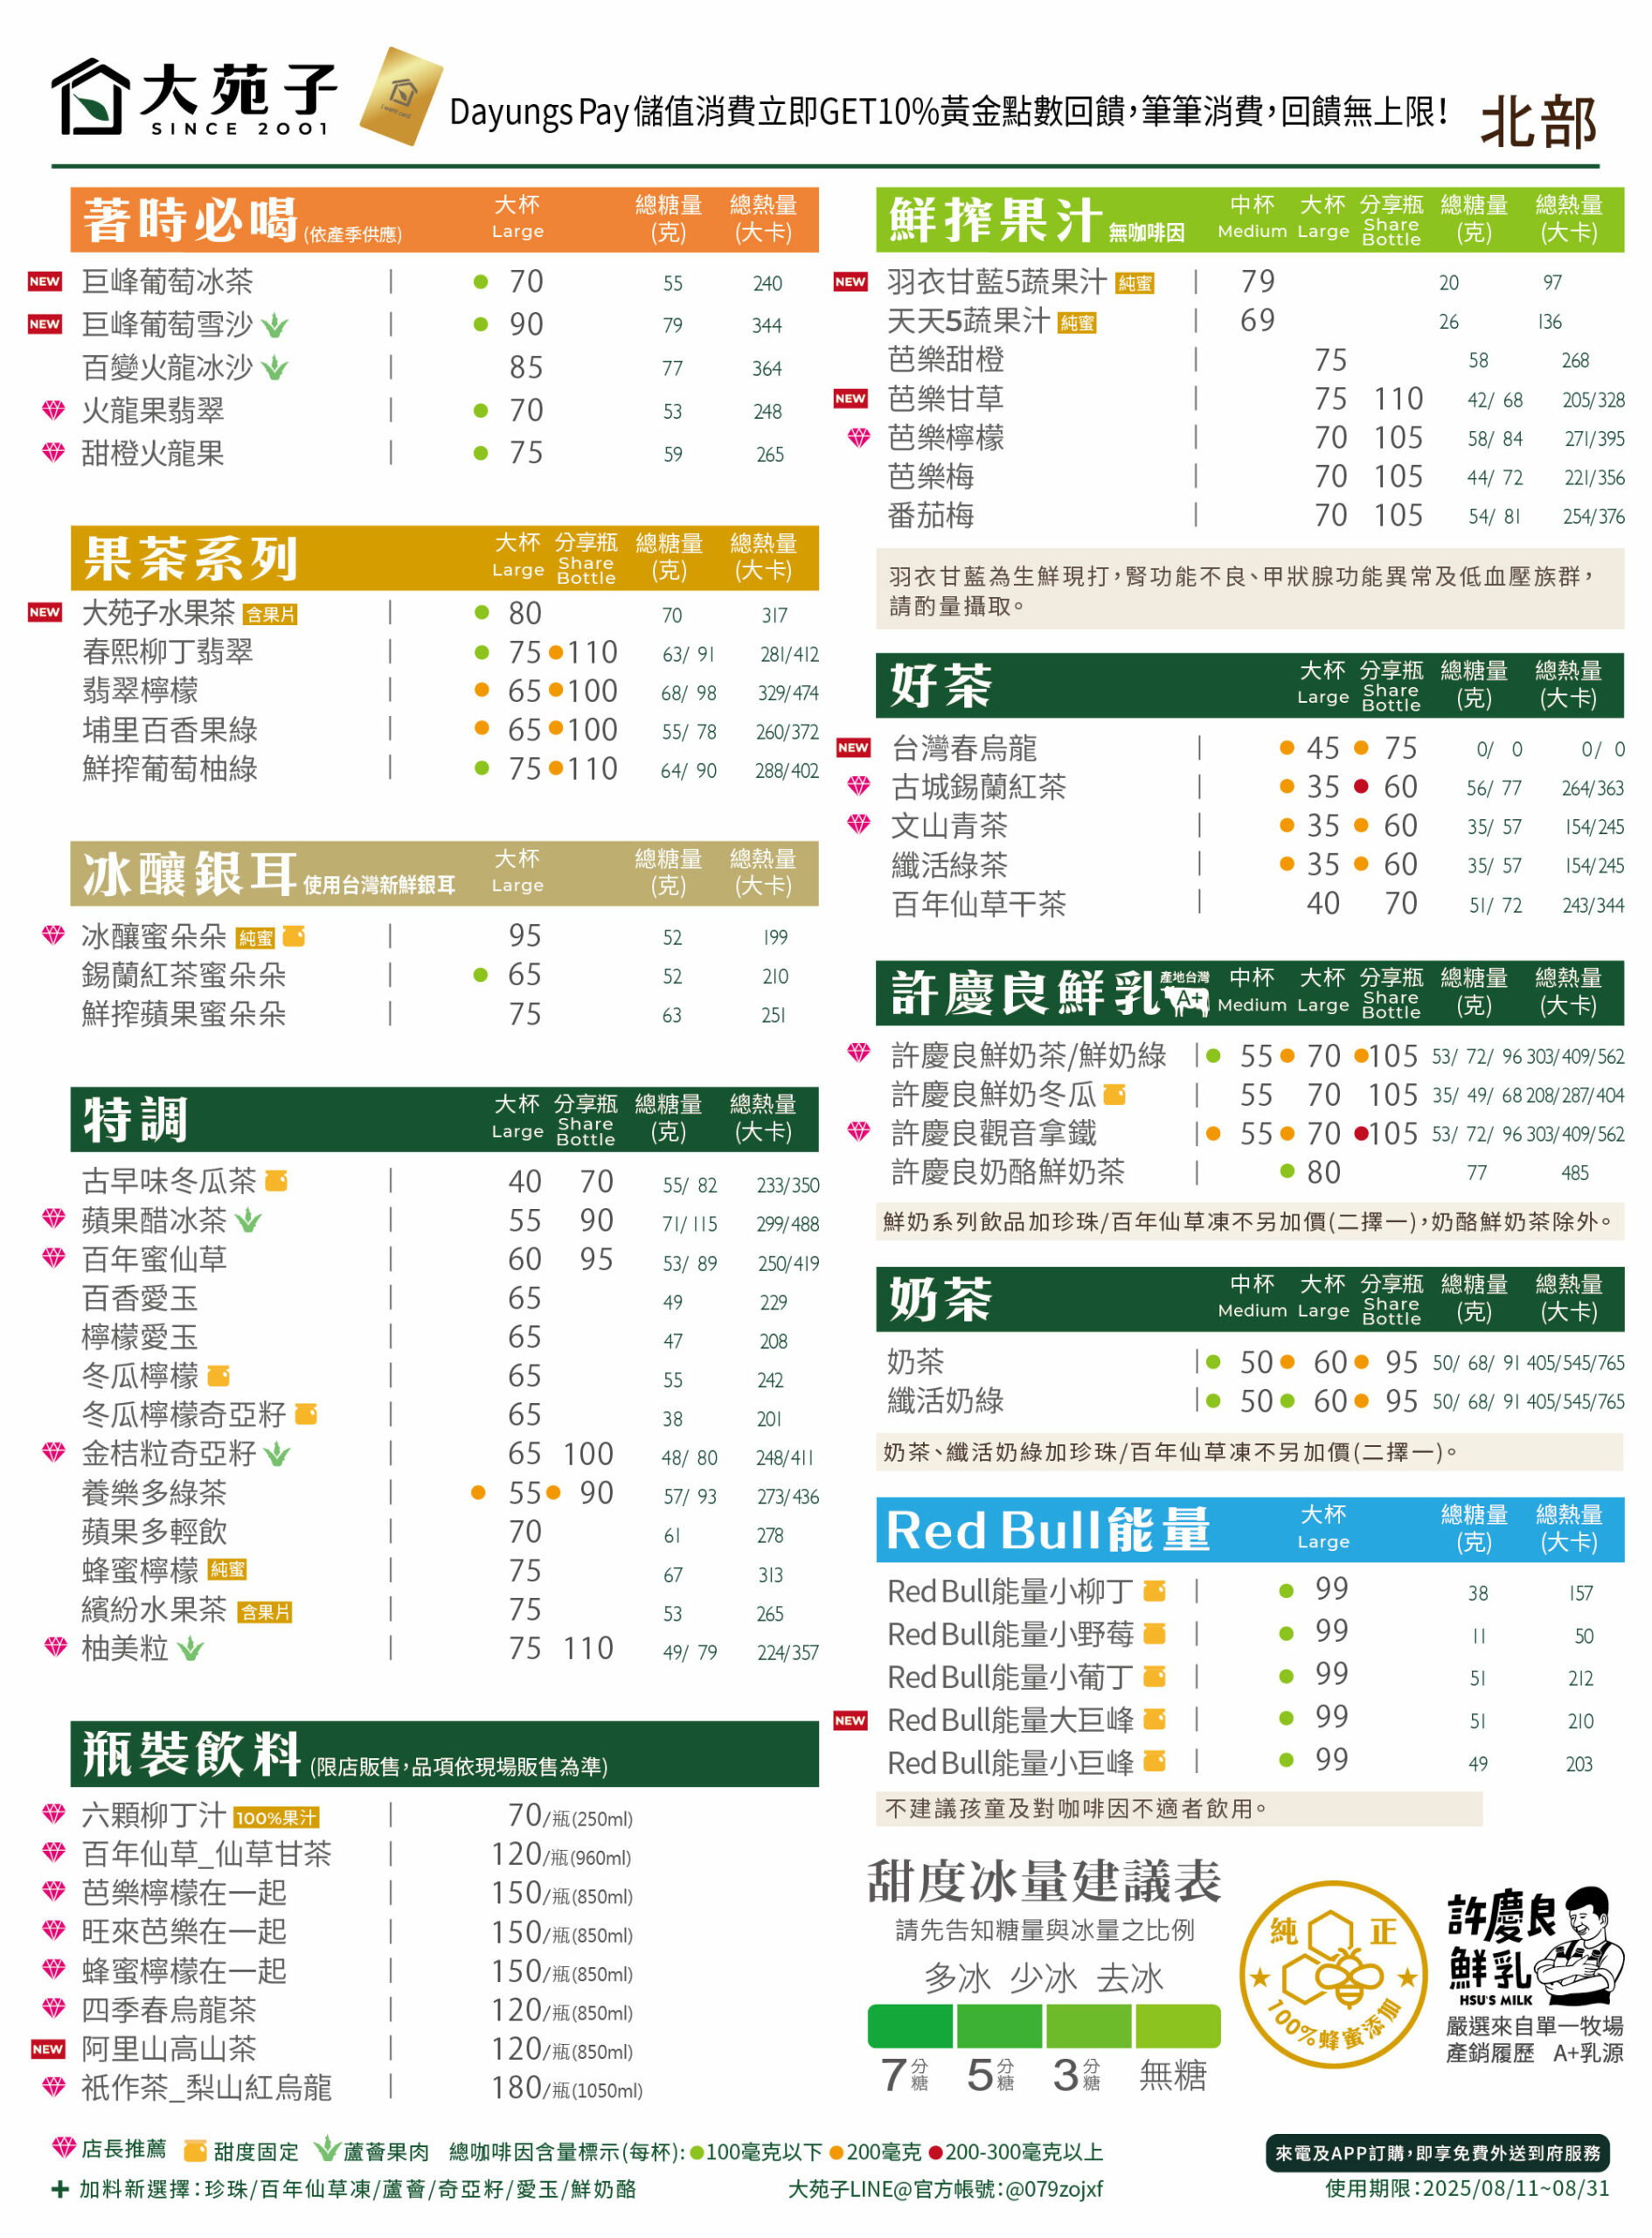 大苑子
SINCE 2001
Dayungs Pay儲值消費立即GET10%黃金點數回饋，筆筆消費，回饋無上限！
北部
著時必喝(依產季供應) 大杯 Large 總糖量(克) 總熱量(大卡)
NEW 巨峰葡萄冰茶 | 70 55 240
NEW 巨峰葡萄雪沙 | 90 79 344
百變火龍冰沙 | 85 77 364
火龍果翡翠 | 70 53 248
甜橙火龍果 | 75 59 265
果茶系列 大杯 Large 分享瓶 Share Bottle 總糖量(克) 總熱量(大卡)
NEW 大苑子水果茶 含果片 | 80 70 317
春熙柳丁翡翠 | 75 110 63/ 91 281/412
翡翠檸檬 | 65 100 68/ 98 329/474
埔里百香果綠 | 65 100 55/ 78 260/372
鮮搾葡萄柚綠 | 75 110 64/ 90 288/402
冰釀銀耳 使用台灣新鮮銀耳 大杯 Large 總糖量(克) 總熱量(大卡)
冰釀蜜朵朵 純蜜 | 95 52 199
錫蘭紅茶蜜朵朵 | 65 52 210
鮮搾蘋果蜜朵朵 | 75 63 251
特調 大杯 Large 分享瓶 Share Bottle 總糖量(克) 總熱量(大卡)
古早味冬瓜茶 | 40 70 55/ 82 233/350
蘋果醋冰茶 | 55 90 71/ 115 299/488
百年蜜仙草 | 60 95 53/ 89 250/419
百香愛玉 | 65 49 229
檸檬愛玉 | 65 47 208
冬瓜檸檬 | 65 55 242
冬瓜檸檬奇亞籽 | 65 38 201
金桔粒奇亞籽 | 65 100 48/ 80 248/411
養樂多綠茶 | 55 90 57/ 93 273/436
蘋果多輕飲 | 70 61 278
蜂蜜檸檬 純蜜 | 75 67 313
繽紛水果茶 含果片 | 75 53 265
柚美粒 | 75 110 49/ 79 224/357
瓶裝飲料(限店販售，品項依現場販售為準)
六顆柳丁汁 100%果汁 | 70/瓶(250ml)
百年仙草_仙草甘茶 | 120/瓶(960ml)
芭樂檸檬在一起 | 150/瓶(850ml)
旺來芭樂在一起 | 150/瓶(850ml)
蜂蜜檸檬在一起 | 150/瓶(850ml)
四季春烏龍茶 | 120/瓶(850ml)
NEW 阿里山高山茶 | 120/瓶(850ml)
祇作茶_梨山紅烏龍 | 180/瓶(1050ml)
鮮搾果汁 無咖啡因 中杯 Medium 大杯 Large 分享瓶 Share Bottle 總糖量(克) 總熱量(大卡)
NEW 羽衣甘藍5蔬果汁 純蜜 | 79 20 97
天天5蔬果汁 純蜜 | 69 26 136
芭樂甜橙 | 75 58 268
NEW 芭樂甘草 | 75 110 42/ 68 205/328
芭樂檸檬 | 70 105 58/ 84 271/395
芭樂梅 | 70 105 44/ 72 221/356
番茄梅 | 70 105 54/ 81 254/376
羽衣甘藍為生鮮現打，腎功能不良、甲狀腺功能異常及低血壓族群，
請酌量攝取。
好茶 大杯 Large 分享瓶 Share Bottle 總糖量(克) 總熱量(大卡)
NEW 台灣春烏龍 | 45 75 0/ 0 0/ 0
古城錫蘭紅茶 | 35 60 56/ 77 264/363
文山青茶 | 35 60 35/ 57 154/245
纖活綠茶 | 35 60 35/ 57 154/245
百年仙草干茶 | 40 70 51/ 72 243/344
許慶良鮮乳 產地台灣 A+ 中杯 Medium 大杯 Large 分享瓶 Share Bottle 總糖量(克) 總熱量(大卡)
許慶良鮮奶茶/鮮奶綠 | 55 70 105 53/ 72/ 96 303/409/562
許慶良鮮奶冬瓜 | 55 70 105 35/ 49/ 68 208/287/404
許慶良觀音拿鐵 | 55 70 105 53/ 72/ 96 303/409/562
許慶良奶酪鮮奶茶 | 80 77 485
鮮奶系列飲品加珍珠/百年仙草凍不另加價(二擇一)，奶酪鮮奶茶除外。
奶茶 中杯 Medium 大杯 Large 分享瓶 Share Bottle 總糖量(克) 總熱量(大卡)
奶茶 | 50 60 95 50/ 68/ 91 405/545/765
纖活奶綠 | 50 60 95 50/ 68/ 91 405/545/765
奶茶、纖活奶綠加珍珠/百年仙草凍不另加價(二擇一)。
Red Bull能量 大杯 Large 總糖量(克) 總熱量(大卡)
Red Bull能量小柳丁 | 99 38 157
Red Bull能量小野莓 | 99 11 50
Red Bull能量小葡丁 | 99 51 212
NEW Red Bull能量大巨峰 | 99 51 210
Red Bull能量小巨峰 | 99 49 203
不建議孩童及對咖啡因不適者飲用。
甜度冰量建議表
請先告知糖量與冰量之比例
多冰 少冰 去冰
7分糖 5分糖 3分糖 無糖
純正
100%蜂蜜添加
許慶良
鮮乳
HSU'S MILK
嚴選來自單一牧場
產銷履歷 A+乳源
店長推薦 甜度固定 蘆薈果肉 總咖啡因含量標示(每杯)：100毫克以下 200毫克 200-300毫克以上
來電及APP訂購，即享免費外送到府服務
+ 加料新選擇：珍珠/百年仙草凍/蘆薈/奇亞籽/愛玉/鮮奶酪
大苑子LINE@官方帳號：@079zojxf
使用期限：2025/08/11~08/31